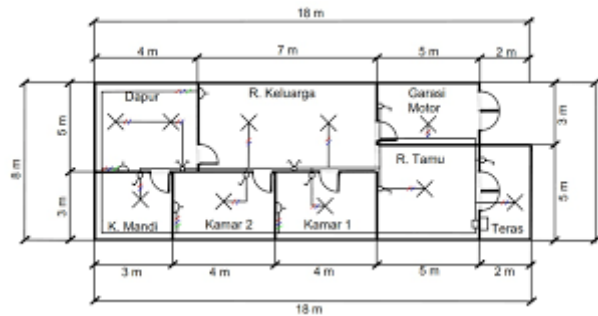 18 m
4 m
7 m
5 m
2 m
Dapur
R. Keluarga
Garasi
Motor
8 m
5 m
3 m
R. Tamu
3 m
5 m
K. Mandi
Kamar 2
Kamar 1
Teras
3 m
4 m
4 m
5 m
2 m
18 m